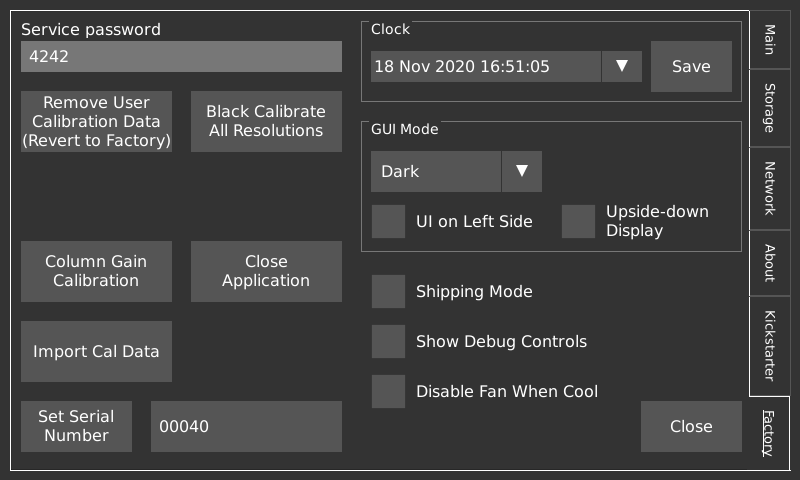 Service password
4242
Remove User
Calibration Data
(Revert to Factory)
Black Calibrate
All Resolutions
Column Gain
Calibration
Close
Application
Import Cal Data
Set Serial
Number
00040
Clock
18 Nov 2020 16:51:05
Save
GUI Mode
Dark
UI on Left Side
Upside-down
Display
Shipping Mode
Show Debug Controls
Disable Fan When Cool
Close
Main
Storage
Network
About
Kickstarter
Factory